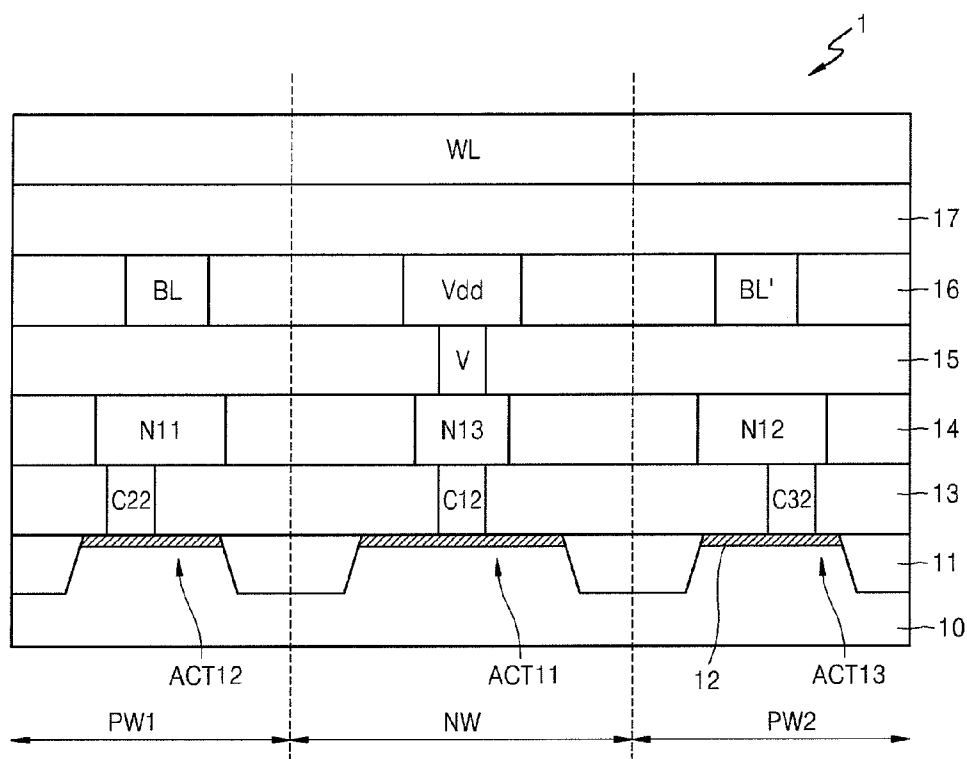 1
WL
17
BL Vdd BL' 16
V 15
N11 N13 N12 14
C22 C12 C32 13
11
10
ACT12 ACT11 12 ACT13
PW1 NW PW2